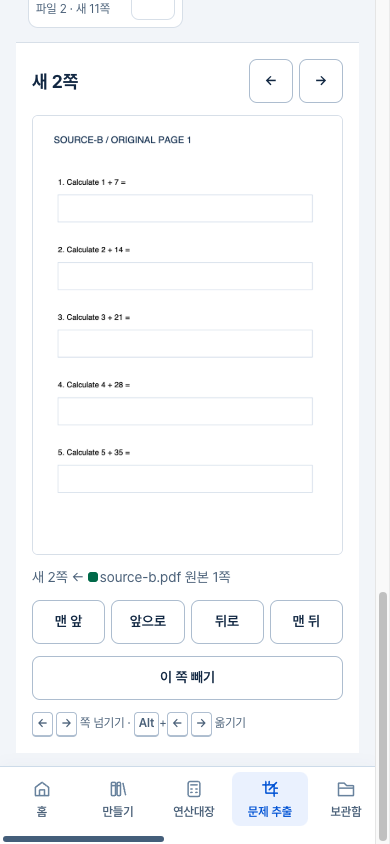 파일 2 · 새 11쪽
새 2쪽
← →
SOURCE-B / ORIGINAL PAGE 1
1. Calculate 1 + 7 =
2. Calculate 2 + 14 =
3. Calculate 3 + 21 =
4. Calculate 4 + 28 =
5. Calculate 5 + 35 =
새 2쪽 ← source-b.pdf 원본 1쪽
맨 앞 앞으로 뒤로 맨 뒤
이 쪽 빼기
← → 쪽 넘기기 · Alt + ← → 옮기기
홈 만들기 연산대장 문제 추출 보관함